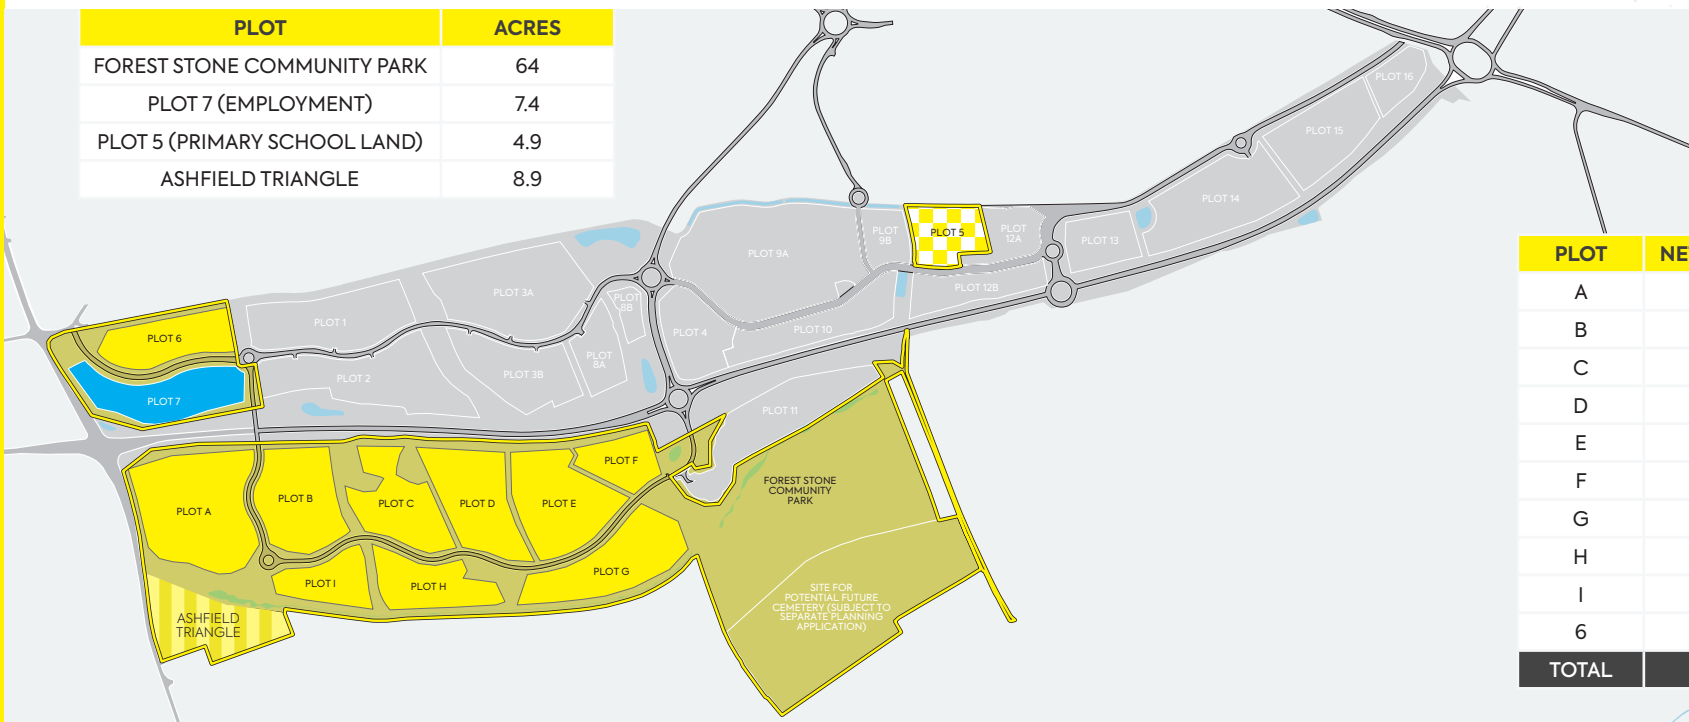 PLOT ACRES
FOREST STONE COMMUNITY PARK 64
PLOT 7 (EMPLOYMENT) 7.4
PLOT 5 (PRIMARY SCHOOL LAND) 4.9
ASHFIELD TRIANGLE 8.9
PLOT 16
PLOT 15
PLOT 14
PLOT 13
PLOT
12A
PLOT 5
PLOT
9B
PLOT 9A
PLOT 12B
PLOT 10
PLOT 4
PLOT
8B
PLOT
8A
PLOT 3A
PLOT 3B
PLOT 1
PLOT 2
PLOT 6
PLOT 7
PLOT 11
PLOT A
PLOT B
PLOT C
PLOT D
PLOT E
PLOT F
PLOT G
PLOT H
PLOT I
ASHFIELD
TRIANGLE
FOREST STONE
COMMUNITY
PARK
SITE FOR
POTENTIAL FUTURE
CEMETERY (SUBJECT TO
SEPARATE PLANNING
APPLICATION)
PLOT NE
A
B
C
D
E
F
G
H
I
6
TOTAL